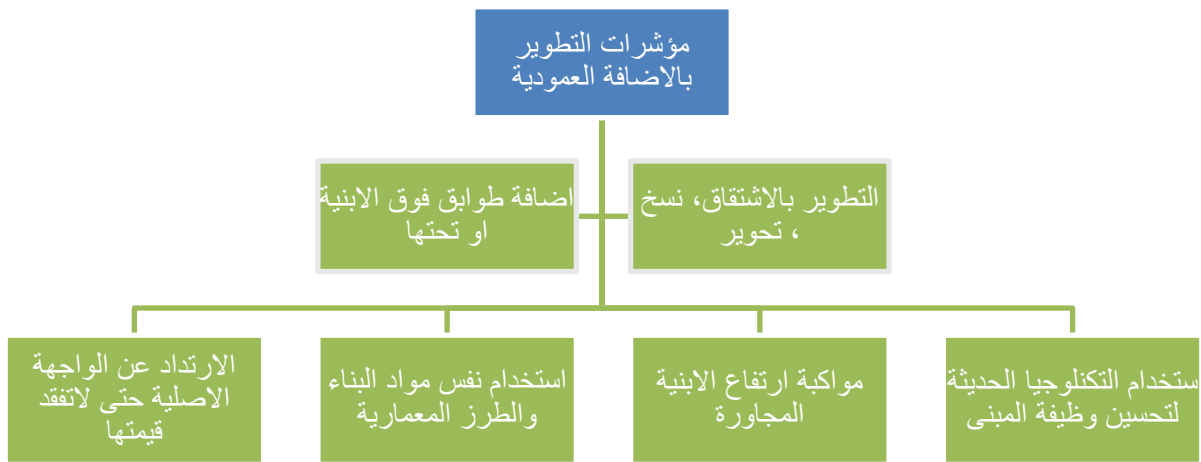 مؤشرات التطوير
بالاضافة العمودية
التطوير بالاشتقاق، نسخ
، تحوير
اضافة طوابق فوق الابنية
او تحتها
ستخدام التكنلوجيا الحديثة
لتحسين وظيفة المبنى
مواكبة ارتفاع الابنية
المجاورة
استخدام نفس مواد البناء
والطرز المعمارية
الارتداد عن الواجهة
الاصلية حتى لاتفقد
قيمتها